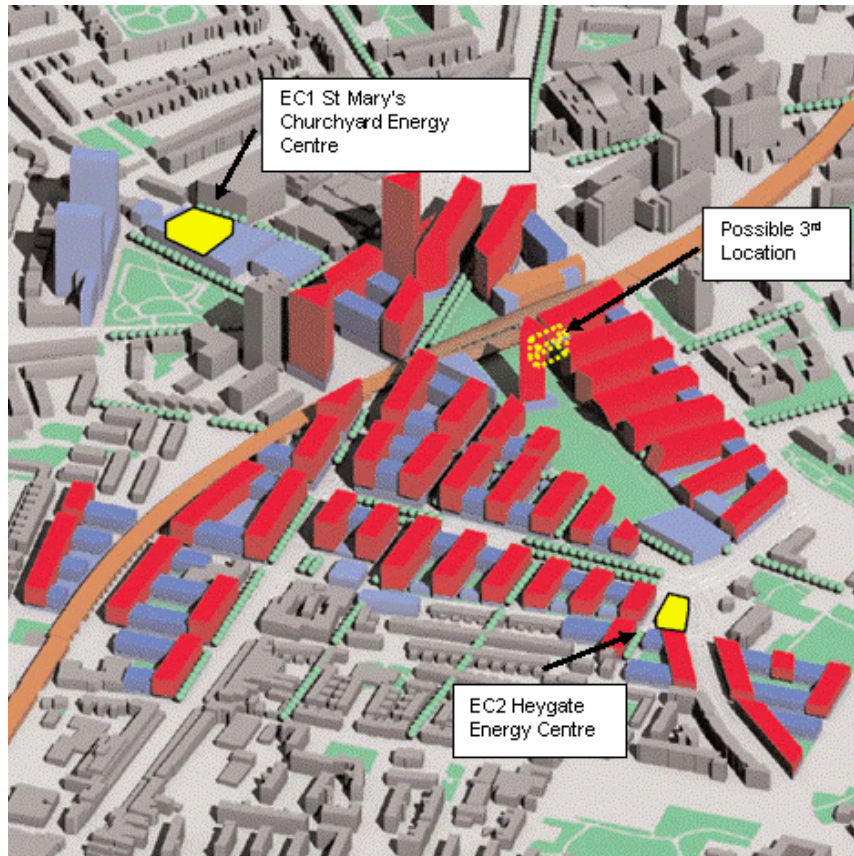 EC1 St Mary's
Churchyard Energy
Centre
Possible 3rd
Location
EC2 Heygate
Energy Centre